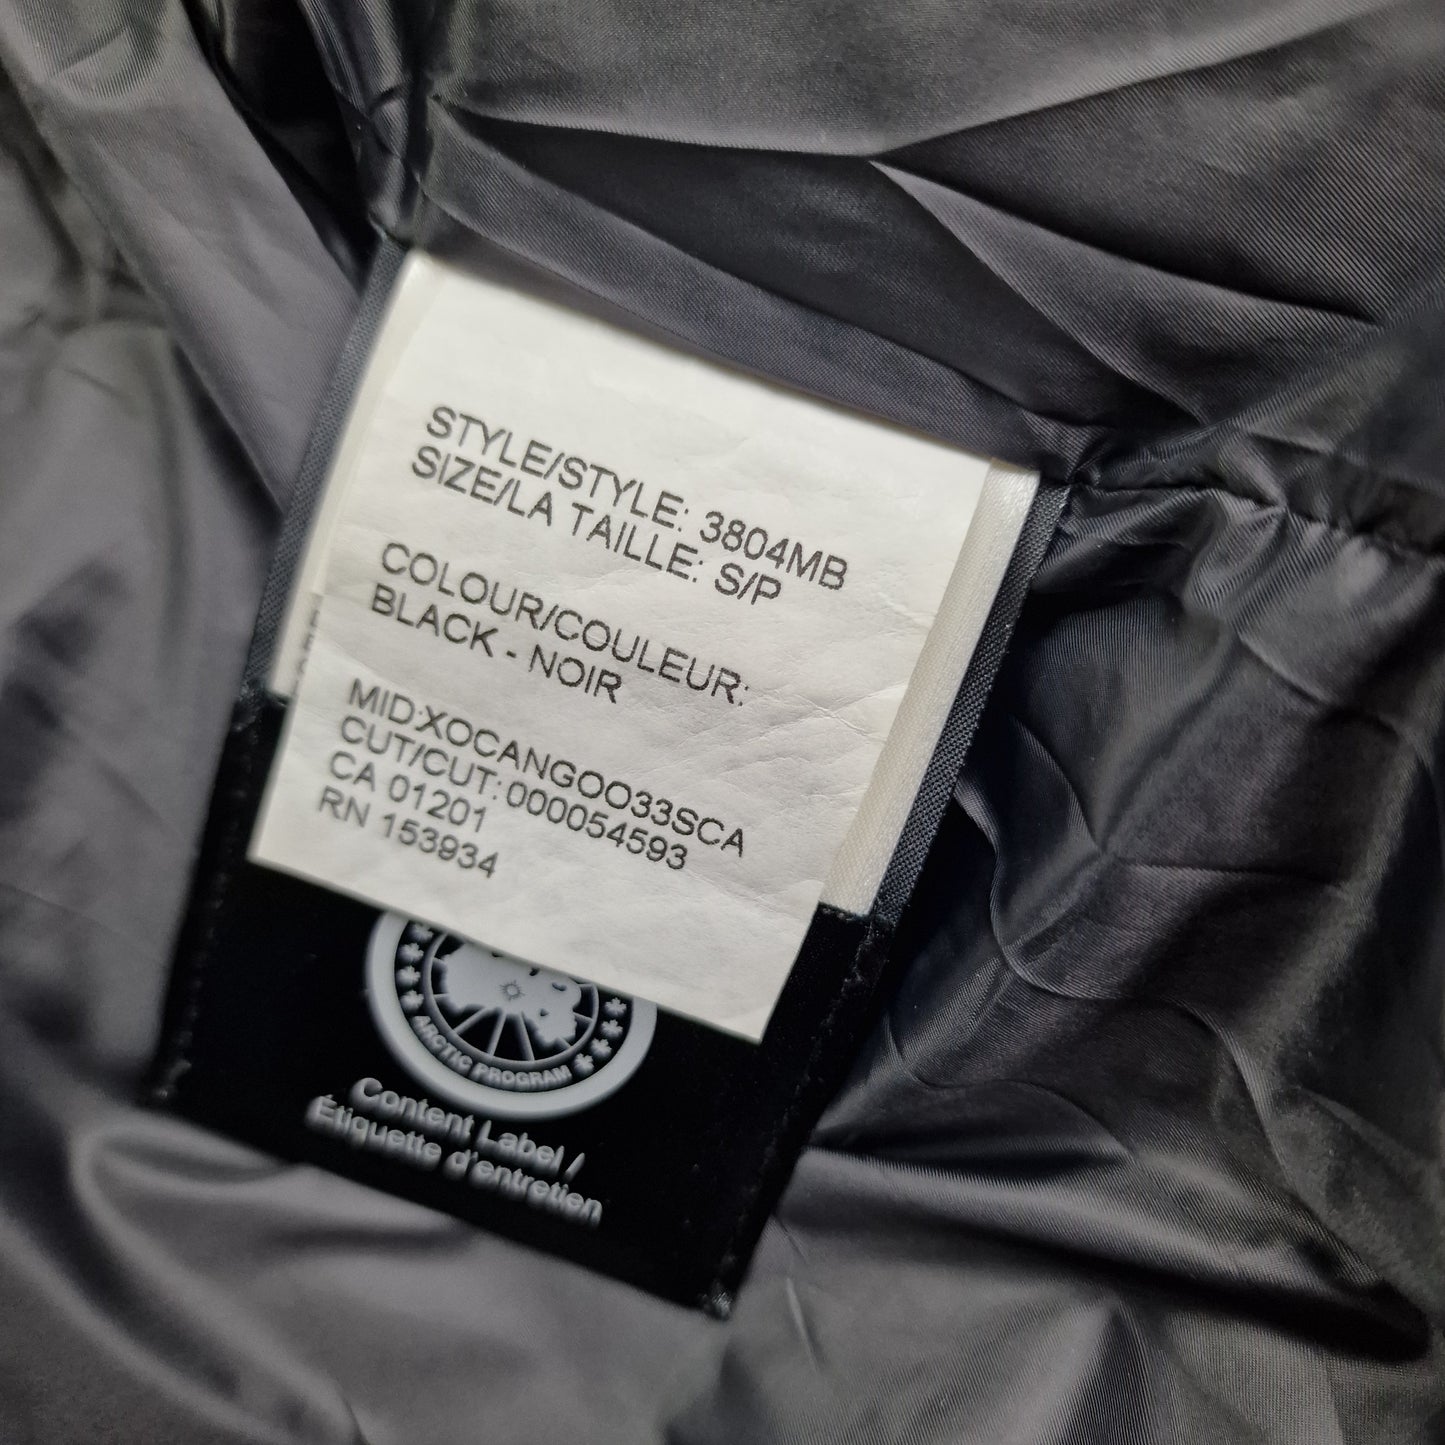 STYLE/STYLE: 3804MB
SIZE/LA TAILLE: S/P
COLOUR/COULEUR:
BLACK - NOIR
MID:XOCANGOO33SCA
CUT/CUT:000054593
CA 01201
RN 153934
ARCTIC PROGRAM
Content Label /
Étiquette d'entretien